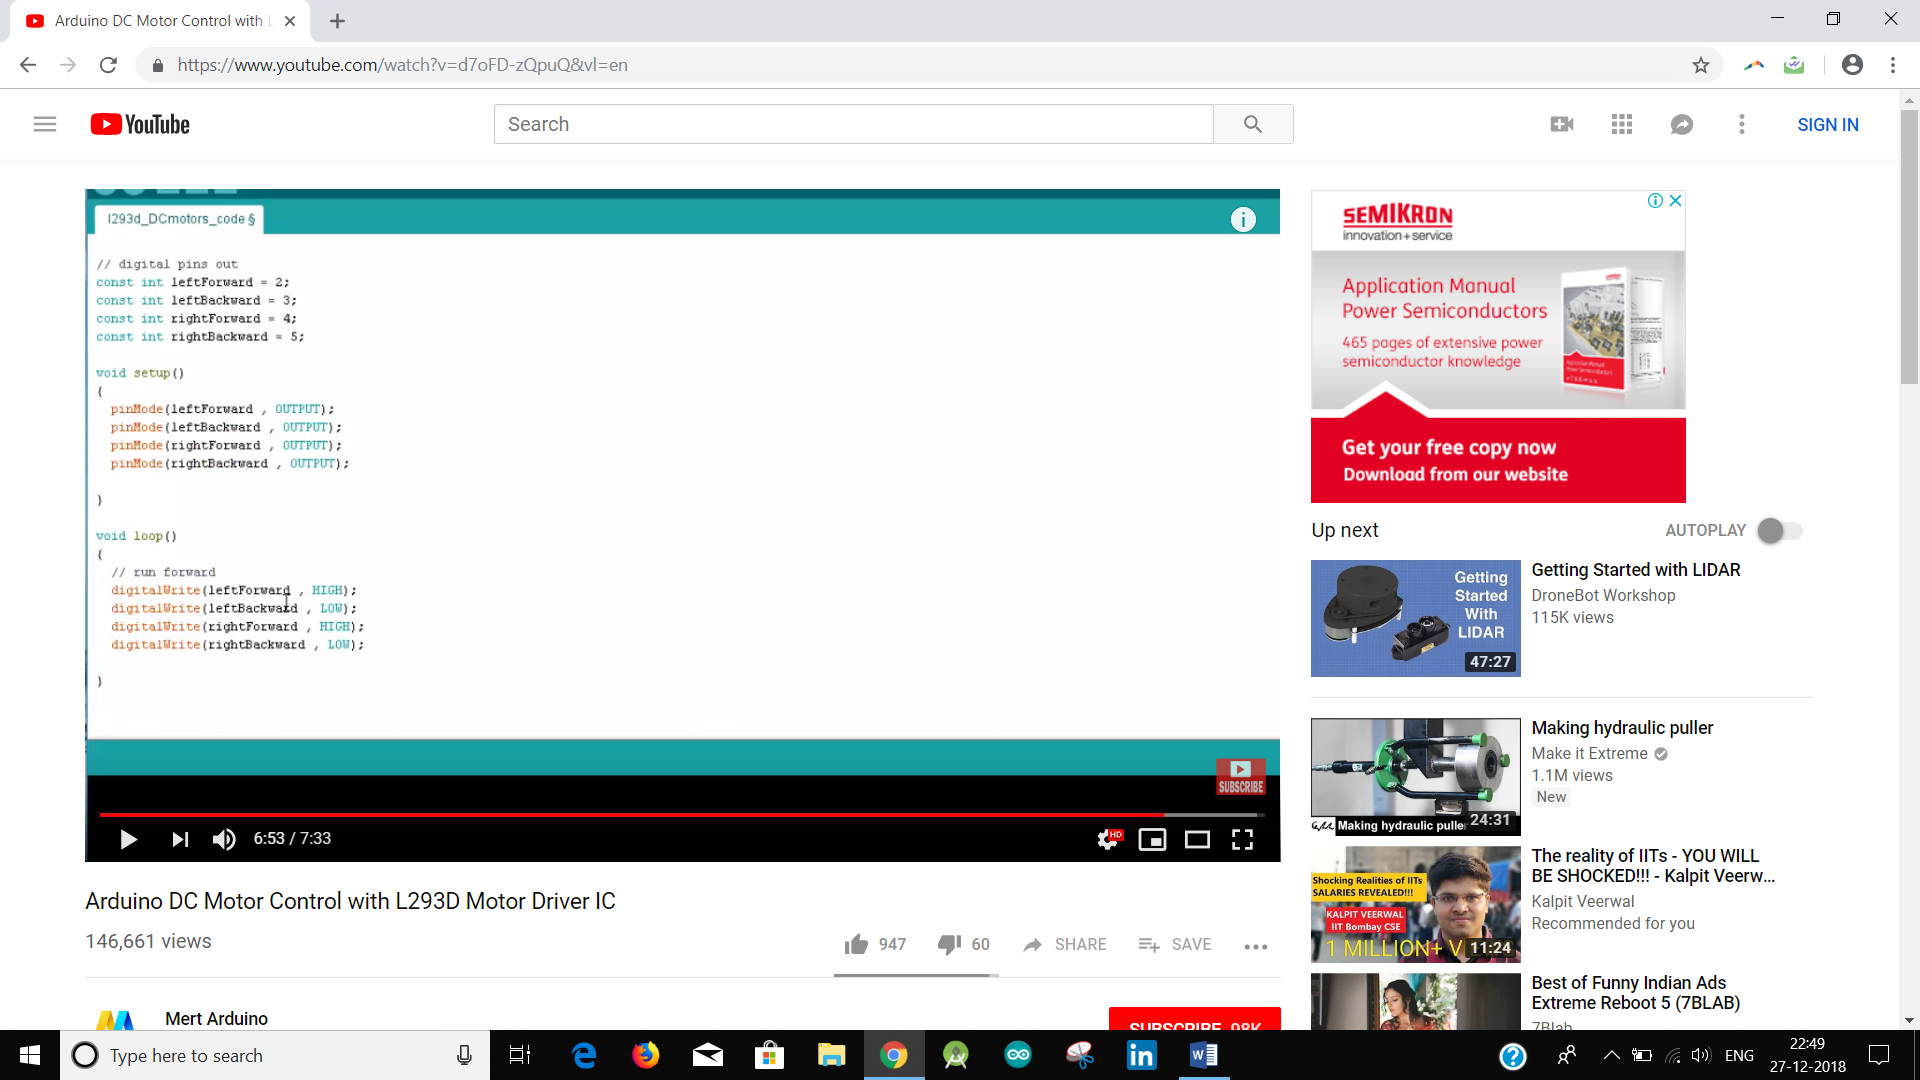 Arduino DC Motor Control with L
https://www.youtube.com/watch?v=d7oFD-zQpuQ&vl=en
YouTube
Search
SIGN IN
l293d_DCmotors_code §
// digital pins out
const int leftForward = 2;
const int leftBackward = 3;
const int rightForward = 4;
const int rightBackward = 5;
void setup()
{
pinMode(leftForward , OUTPUT);
pinMode(leftBackward , OUTPUT);
pinMode(rightForward , OUTPUT);
pinMode(rightBackward , OUTPUT);
}
void loop()
{
// run forward
digitalWrite(leftForward , HIGH);
digitalWrite(leftBackward , LOW);
digitalWrite(rightForward , HIGH);
digitalWrite(rightBackward , LOW);
}
SUBSCRIBE
6:53 / 7:33
HD
Arduino DC Motor Control with L293D Motor Driver IC
146,661 views
947
60
SHARE
SAVE
Mert Arduino
SUBSCRIBE 98K
SEMIKRON
innovation+service
Application Manual
Power Semiconductors
465 pages of extensive power
semiconductor knowledge
Get your free copy now
Download from our website
Up next
AUTOPLAY
Getting
Started
With
LIDAR
47:27
Getting Started with LIDAR
DroneBot Workshop
115K views
Making hydraulic puller
24:31
Making hydraulic puller
Make it Extreme
1.1M views
New
Shocking Realities of IITs
SALARIES REVEALED!!!
KALPIT VEERWAL
IIT Bombay CSE
1 MILLION+ V
11:24
The reality of IITs - YOU WILL
BE SHOCKED!!! - Kalpit Veerw...
Kalpit Veerwal
Recommended for you
Best of Funny Indian Ads
Extreme Reboot 5 (7BLAB)
7Blab
Type here to search
ENG
22:49
27-12-2018